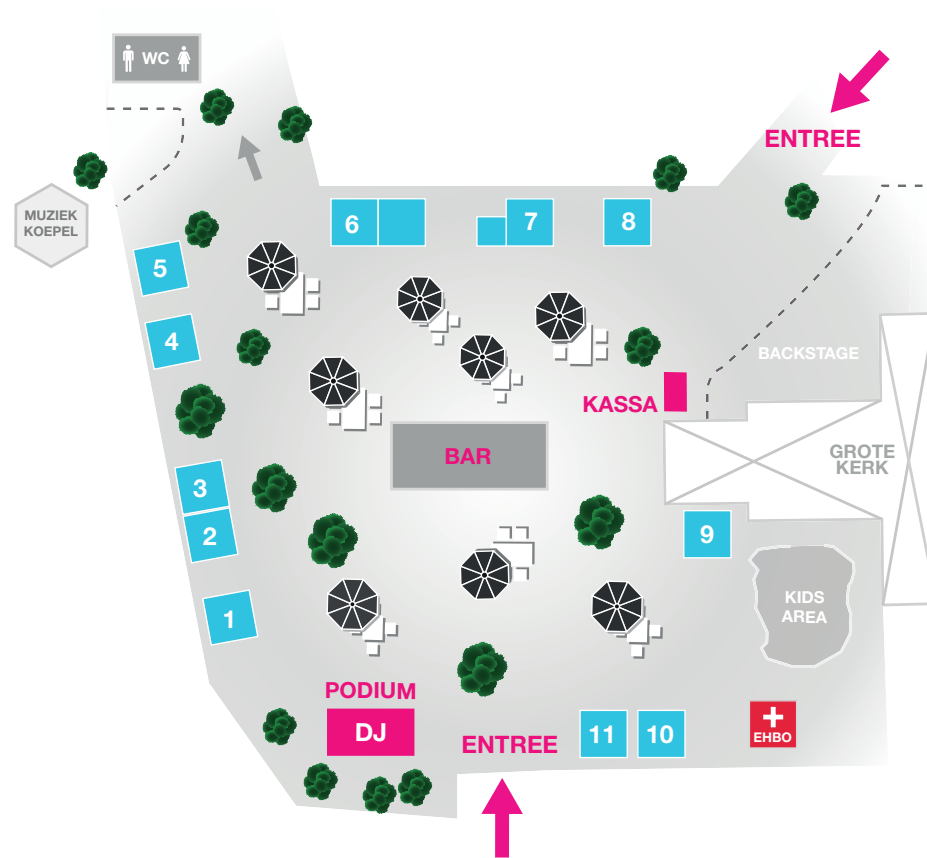 WC
ENTREE
MUZIEK
KOEPEL
6
7
8
5
4
BACKSTAGE
KASSA
BAR
GROTE
KERK
3
2
9
1
KIDS
AREA
PODIUM
DJ
ENTREE
11
10
EHBO